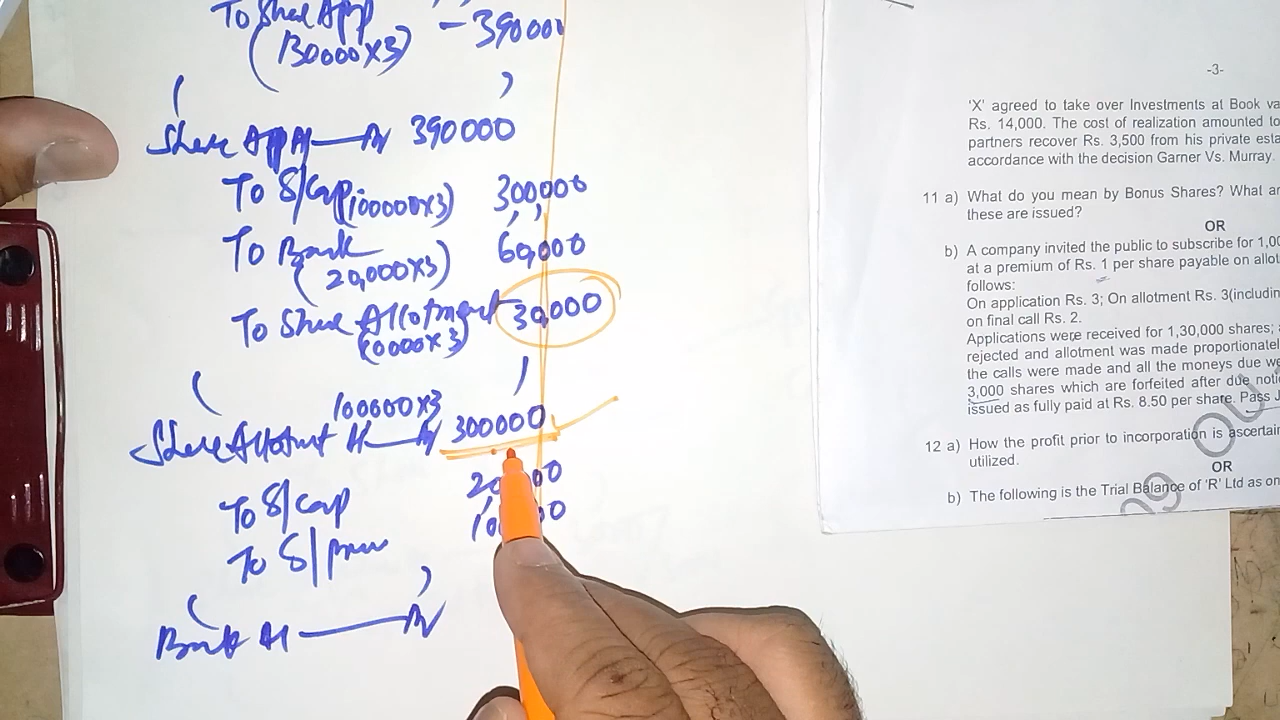 To Share App - 390000
(130000x3)
Share App A/c Dr 390000
To S/Cap (100000x3) 300,000
To Bank 60,000
(20,000x3)
To Share Allotment 30,000
(10000x3)
100000x3
Share Allotment A/c Dr 300000
To S/Cap
To S/prem
Bank A/c Dr
-3-
'X' agreed to take over Investments at Book va
Rs. 14,000. The cost of realization amounted to
partners recover Rs. 3,500 from his private esta
accordance with the decision Garner Vs. Murray.
11 a) What do you mean by Bonus Shares? What ar
these are issued?
OR
b) A company invited the public to subscribe for 1,00
at a premium of Rs. 1 per share payable on allot
follows:
On application Rs. 3; On allotment Rs. 3(includin
on final call Rs. 2.
Applications were received for 1,30,000 shares;
rejected and allotment was made proportionatel
the calls were made and all the moneys due we
3,000 shares which are forfeited after due noti
issued as fully paid at Rs. 8.50 per share. Pass J
12 a) How the profit prior to incorporation is ascertain
utilized.
OR
b) The following is the Trial Balance of 'R' Ltd as on